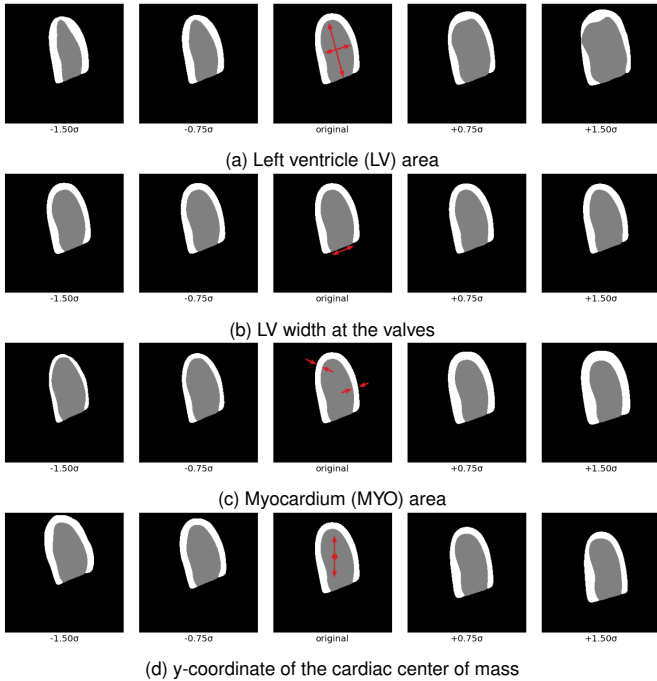 -1.50σ -0.75σ original +0.75σ +1.50σ
(a) Left ventricle (LV) area
-1.50σ -0.75σ original +0.75σ +1.50σ
(b) LV width at the valves
-1.50σ -0.75σ original +0.75σ +1.50σ
(c) Myocardium (MYO) area
-1.50σ -0.75σ original +0.75σ +1.50σ
(d) y-coordinate of the cardiac center of mass